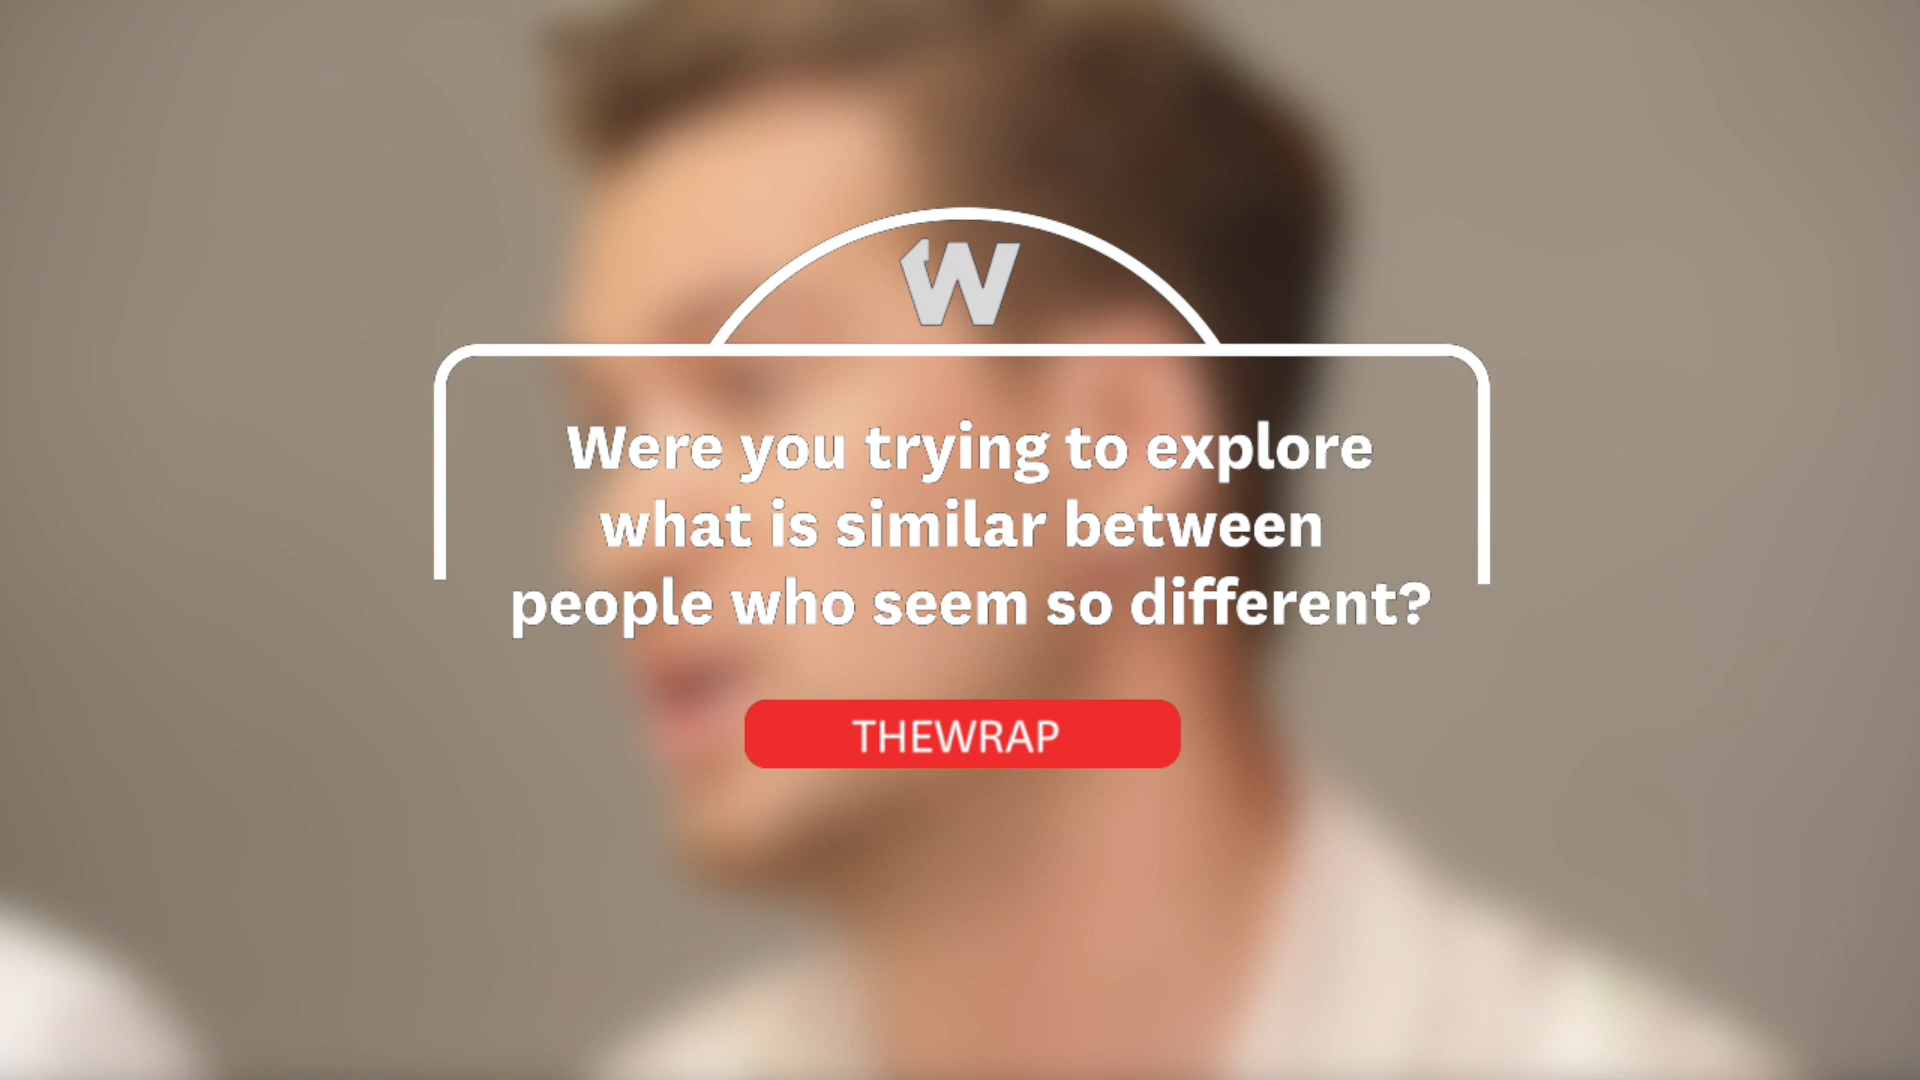 W
Were you trying to explore
what is similar between
people who seem so different?
THEWRAP